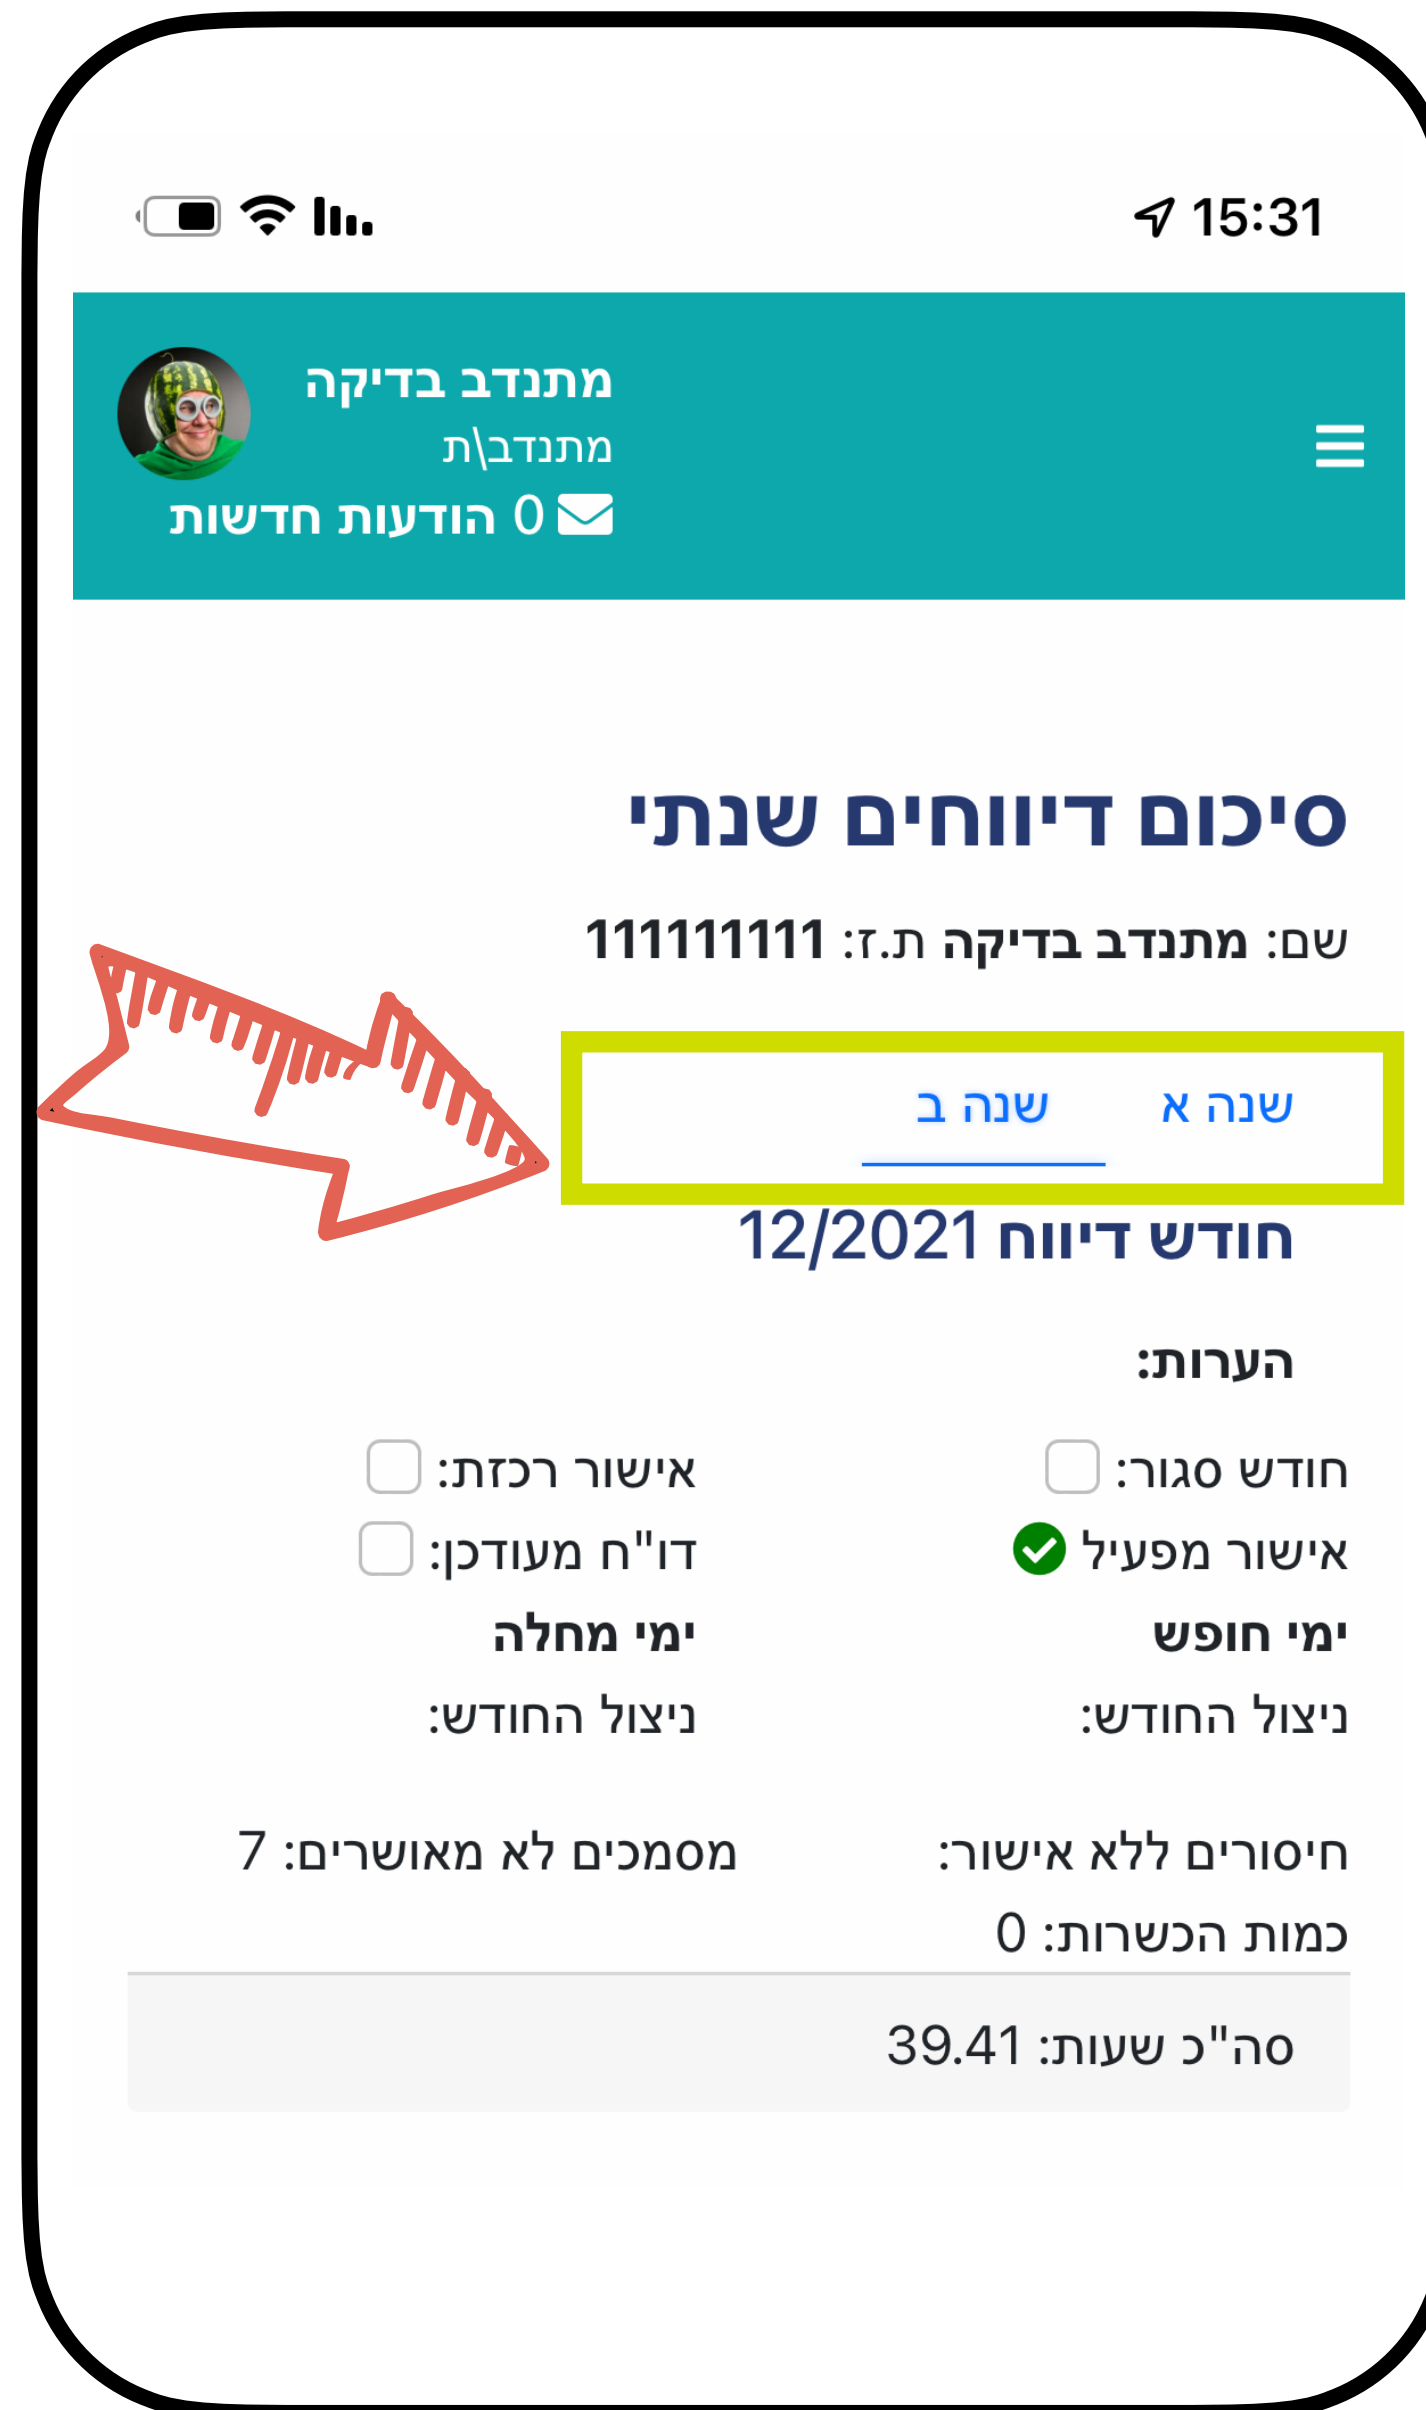 15:31
מתנדב בדיקה
מתנדב\ת
0 הודעות חדשות
סיכום דיווחים שנתי
שם: מתנדב בדיקה ת.ז: 111111111
שנה א שנה ב
חודש דיווח 12/2021
הערות:
חודש סגור: אישור רכזת:
אישור מפעיל דו"ח מעודכן:
ימי חופש ימי מחלה
ניצול החודש: ניצול החודש:
חיסורים ללא אישור: מסמכים לא מאושרים: 7
כמות הכשרות: 0
סה"כ שעות: 39.41